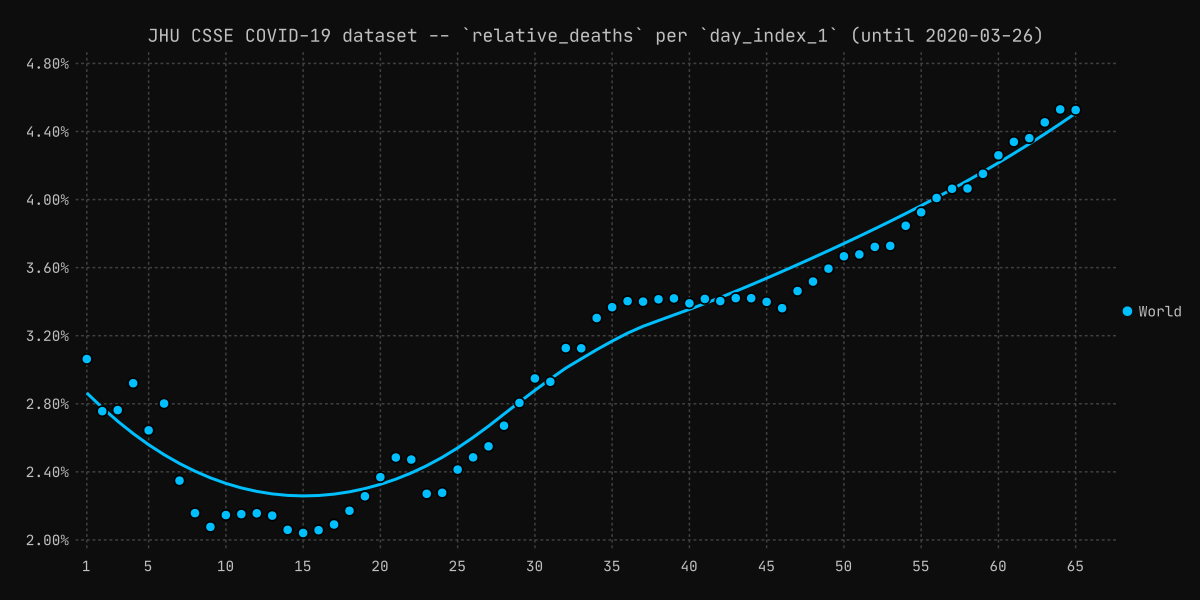 JHU CSSE COVID-19 dataset -- `relative_deaths` per `day_index_1` (until 2020-03-26)
4.80%
4.40%
4.00%
3.60%
3.20%
2.80%
2.40%
2.00%
1 5 10 15 20 25 30 35 40 45 50 55 60 65
World